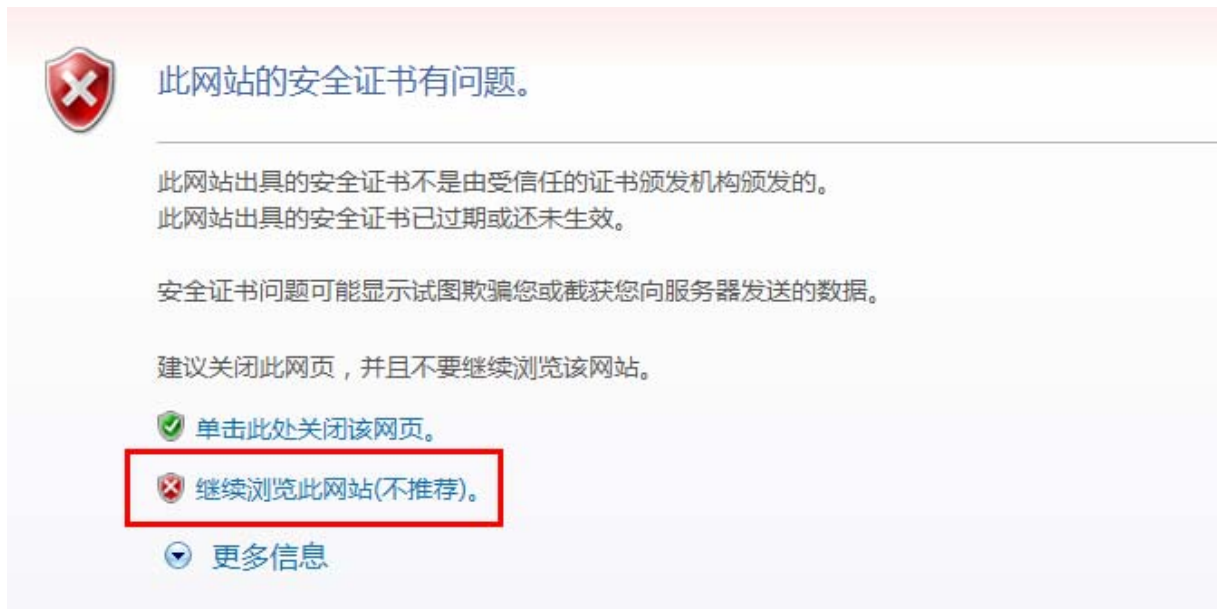 此网站的安全证书有问题。
此网站出具的安全证书不是由受信任的证书颁发机构颁发的。
此网站出具的安全证书已过期或还未生效。
安全证书问题可能显示试图欺骗您或截获您向服务器发送的数据。
建议关闭此网页，并且不要继续浏览该网站。
单击此处关闭该网页。
继续浏览此网站(不推荐)。
更多信息